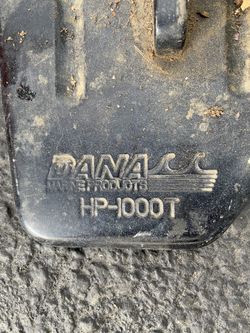 DANA
MARINE PRODUCTS
HP-1000T